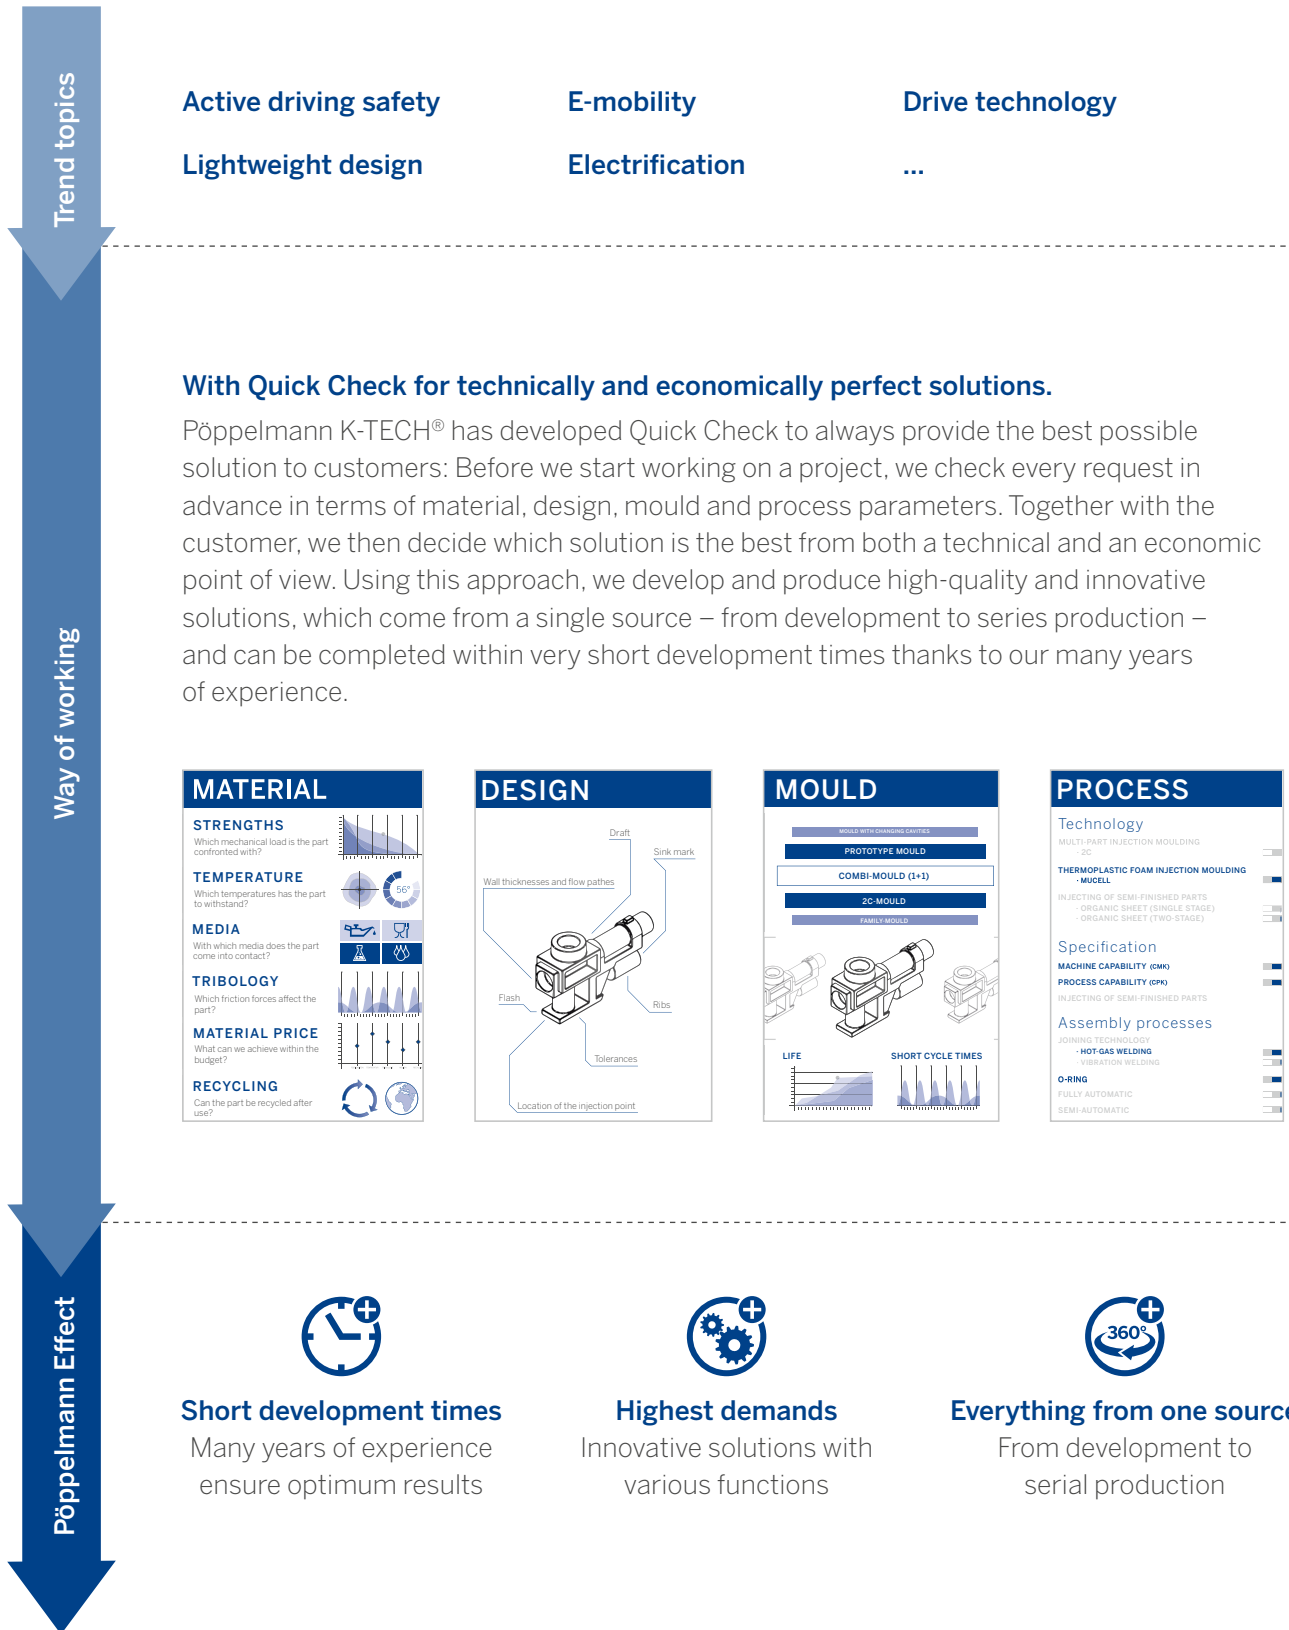 Trend topics
Active driving safety
E-mobility
Drive technology
Lightweight design
Electrification
...
Way of working
With Quick Check for technically and economically perfect solutions.
Pöppelmann K-TECH® has developed Quick Check to always provide the best possible
solution to customers: Before we start working on a project, we check every request in
advance in terms of material, design, mould and process parameters. Together with the
customer, we then decide which solution is the best from both a technical and an economic
point of view. Using this approach, we develop and produce high-quality and innovative
solutions, which come from a single source – from development to series production –
and can be completed within very short development times thanks to our many years
of experience.
MATERIAL
STRENGTHS
Which mechanical load is the part
confronted with?
TEMPERATURE
Which temperatures has the part
to withstand?
56°
MEDIA
With which media does the part
come into contact?
TRIBOLOGY
Which friction forces affect the
part?
MATERIAL PRICE
What can we achieve within the
budget?
RECYCLING
Can the part be recycled after
use?
DESIGN
Draft
Sink mark
Wall thicknesses and flow pathes
Flash
Ribs
Tolerances
Location of the injection point
MOULD
MOULD WITH CHANGING CAVITIES
PROTOTYPE MOULD
COMBI-MOULD (1+1)
2C-MOULD
FAMILY-MOULD
LIFE
SHORT CYCLE TIMES
PROCESS
Technology
MULTI-PART INJECTION MOULDING
· 2C
THERMOPLASTIC FOAM INJECTION MOULDING
· MUCELL
INJECTING OF SEMI-FINISHED PARTS
· ORGANIC SHEET (SINGLE STAGE)
· ORGANIC SHEET (TWO-STAGE)
Specification
MACHINE CAPABILITY (CMK)
PROCESS CAPABILITY (CPK)
INJECTING OF SEMI-FINISHED PARTS
Assembly processes
JOINING TECHNOLOGY
· HOT-GAS WELDING
· VIBRATION WELDING
O-RING
FULLY AUTOMATIC
SEMI-AUTOMATIC
Pöppelmann Effect
Short development times
Many years of experience
ensure optimum results
Highest demands
Innovative solutions with
various functions
360°
Everything from one source
From development to
serial production